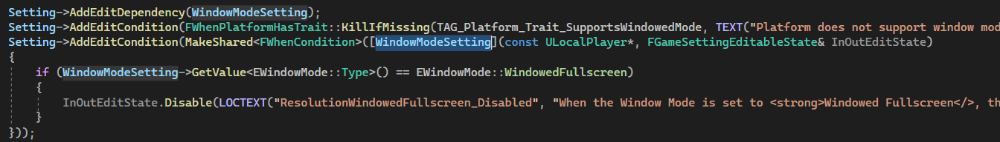 Setting->AddEditDependency(WindowModeSetting);
Setting->AddEditCondition(FWhenPlatformHasTrait::KillIfMissing(TAG_Platform_Trait_SupportsWindowedMode, TEXT("Platform does not support window mod
Setting->AddEditCondition(MakeShared<FWhenCondition>([WindowModeSetting](const ULocalPlayer*, FGameSettingEditableState& InOutEditState)
{
if (WindowModeSetting->GetValue<EWindowMode::Type>() == EWindowMode::WindowedFullscreen)
{
InOutEditState.Disable(LOCTEXT("ResolutionWindowedFullscreen_Disabled", "When the Window Mode is set to <strong>Windowed Fullscreen</>, th
}
}));